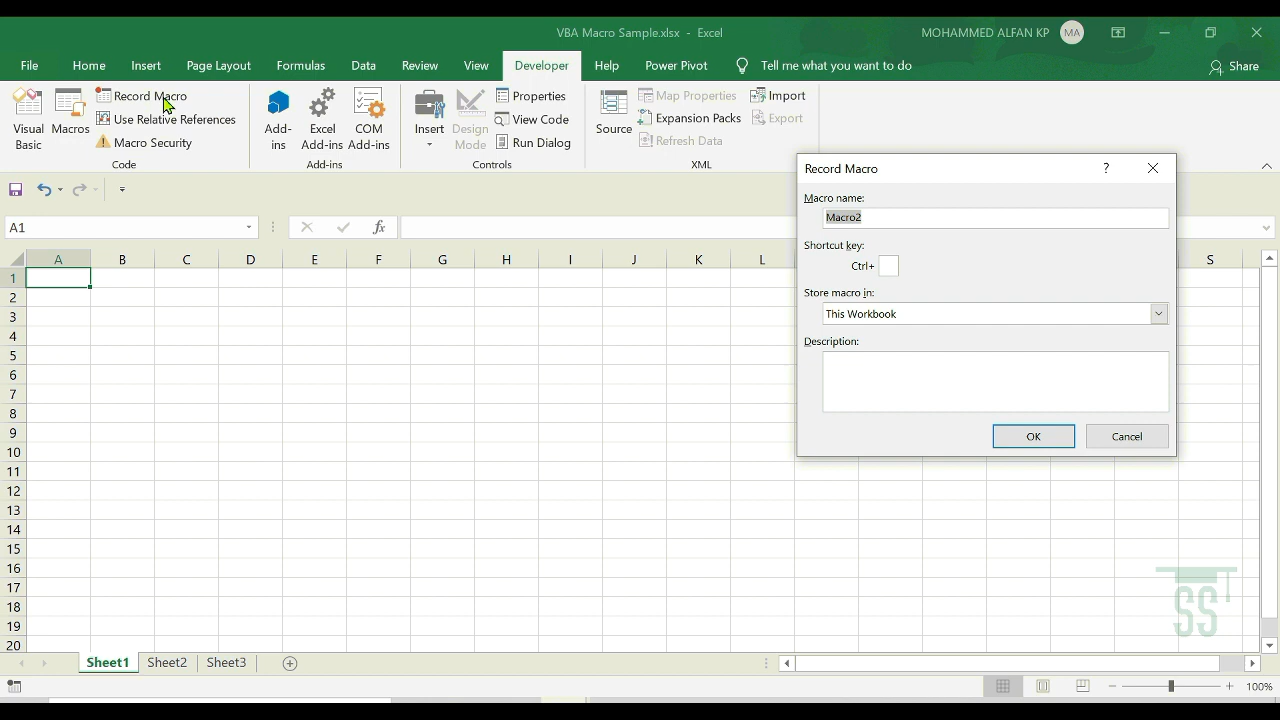 VBA Macro Sample.xlsx - Excel
MOHAMMED ALFAN KP
MA
File Home Insert Page Layout Formulas Data Review View Developer Help Power Pivot Tell me what you want to do
Share
Visual Basic
Macros
Record Macro
Use Relative References
Macro Security
Code
Add-ins
Excel Add-ins
COM Add-ins
Add-ins
Insert
Design Mode
Properties
View Code
Run Dialog
Controls
Source
Map Properties
Expansion Packs
Refresh Data
Import
Export
XML
A1
fx
A B C D E F G H I J K L S
1
2
3
4
5
6
7
8
9
10
11
12
13
14
15
16
17
18
19
20
Record Macro
?
Macro name:
Macro2
Shortcut key:
Ctrl+
Store macro in:
This Workbook
Description:
OK Cancel
SS
Sheet1 Sheet2 Sheet3
100%